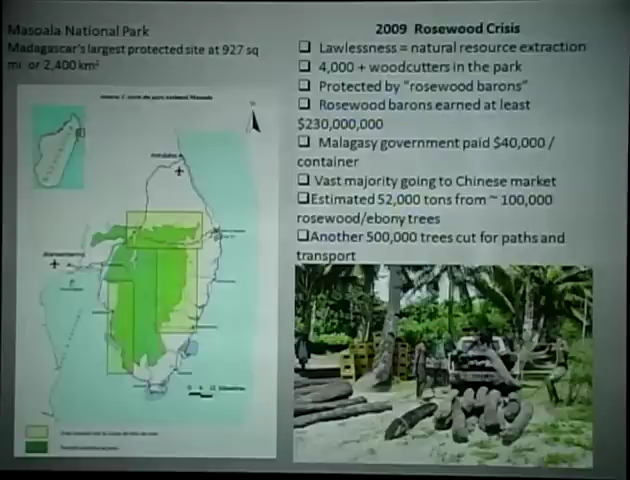 Masoala National Park
Madagascar's largest protected site at 927 sq
mi or 2,400 km²
2009 Rosewood Crisis
❑ Lawlessness = natural resource extraction
❑ 4,000 + woodcutters in the park
❑ Protected by "rosewood barons"
❑ Rosewood barons earned at least
$230,000,000
❑ Malagasy government paid $40,000 /
container
❑ Vast majority going to Chinese market
❑Estimated 52,000 tons from ~ 100,000
rosewood/ebony trees
❑Another 500,000 trees cut for paths and
transport